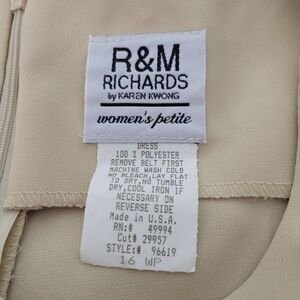 R&M
RICHARDS
by KAREN KWONG
women's petite
DRESS
100 % POLYESTER
REMOVE BELT FIRST
MACHINE WASH COLD
NO BLEACH, LAY FLAT
TO DRY, NO TUMBLE
DRY, COOL IRON IF
NECESSARY ON
REVERSE SIDE
Made in U.S.A.
RN:# 49994
Cut# 29957
Style:# 96619
16 WP